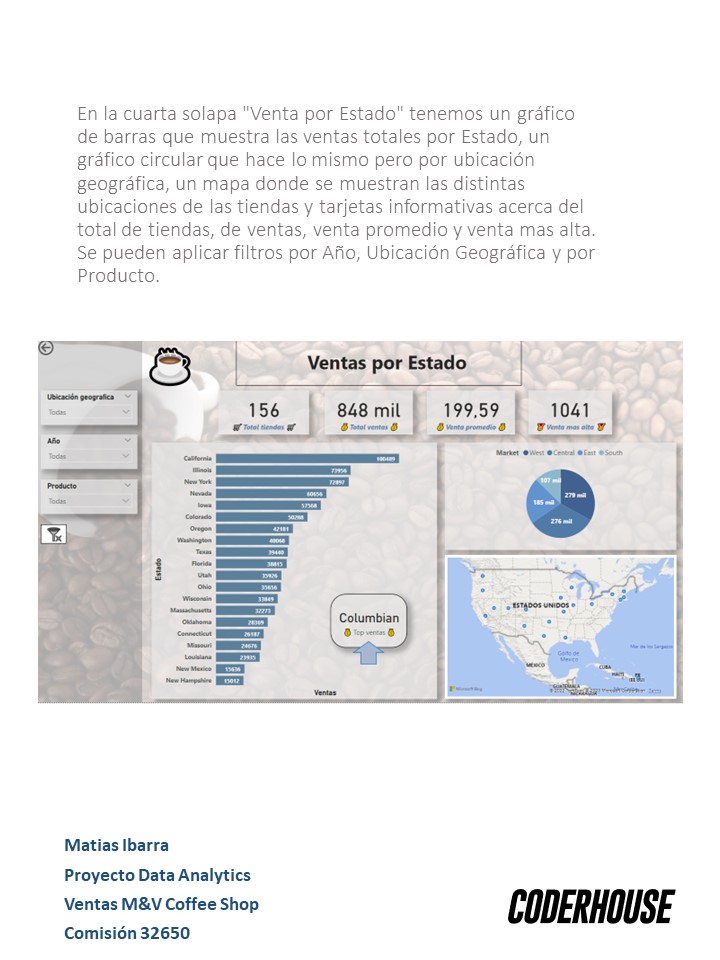 En la cuarta solapa "Venta por Estado" tenemos un gráfico
de barras que muestra las ventas totales por Estado, un
gráfico circular que hace lo mismo pero por ubicación
geográfica, un mapa donde se muestran las distintas
ubicaciones de las tiendas y tarjetas informativas acerca del
total de tiendas, de ventas, venta promedio y venta mas alta.
Se pueden aplicar filtros por Año, Ubicación Geográfica y por
Producto.
Ventas por Estado
Ubicación geografica
Todas
Año
Todas
Producto
Todas
156
Total tiendas
848 mil
Total ventas
199,59
Venta promedio
1041
Venta mas alta
Estado
California 100489
Illinois 73956
New York 72897
Nevada 60656
Iowa 57568
Colorado 50288
Oregon 42181
Washington 40068
Texas 39440
Florida 38815
Utah 35926
Ohio 35656
Wisconsin 33849
Massachusetts 32273
Oklahoma 28369
Connecticut 26187
Missouri 24676
Louisiana 23935
New Mexico 15636
New Hampshire 15012
Ventas
Columbian
Top ventas
Market West Central East South
107 mil
279 mil
185 mil
276 mil
ESTADOS UNIDOS
Golfo de
México
MÉXICO
CUBA
HAITÍ
Mar de los Sargazos
GUATEMALA
NICARAGUA
Microsoft Bing
Matias Ibarra
Proyecto Data Analytics
Ventas M&V Coffee Shop
Comisión 32650
CODERHOUSE